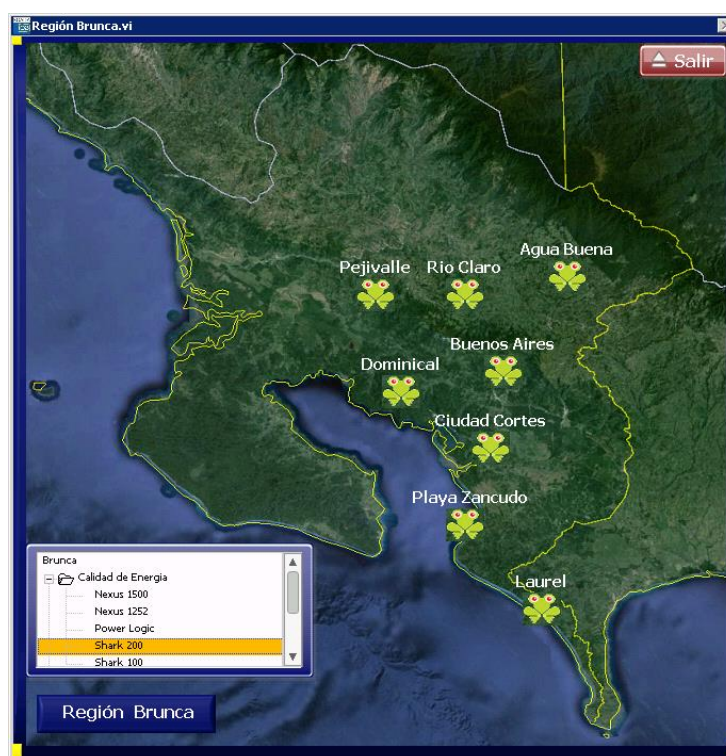 Región Brunca.vi
Salir
Agua Buena
Pejivalle
Rio Claro
Buenos Aires
Dominical
Ciudad Cortes
Playa Zancudo
Laurel
Brunca
Calidad de Energia
Nexus 1500
Nexus 1252
Power Logic
Shark 200
Shark 100
Región Brunca